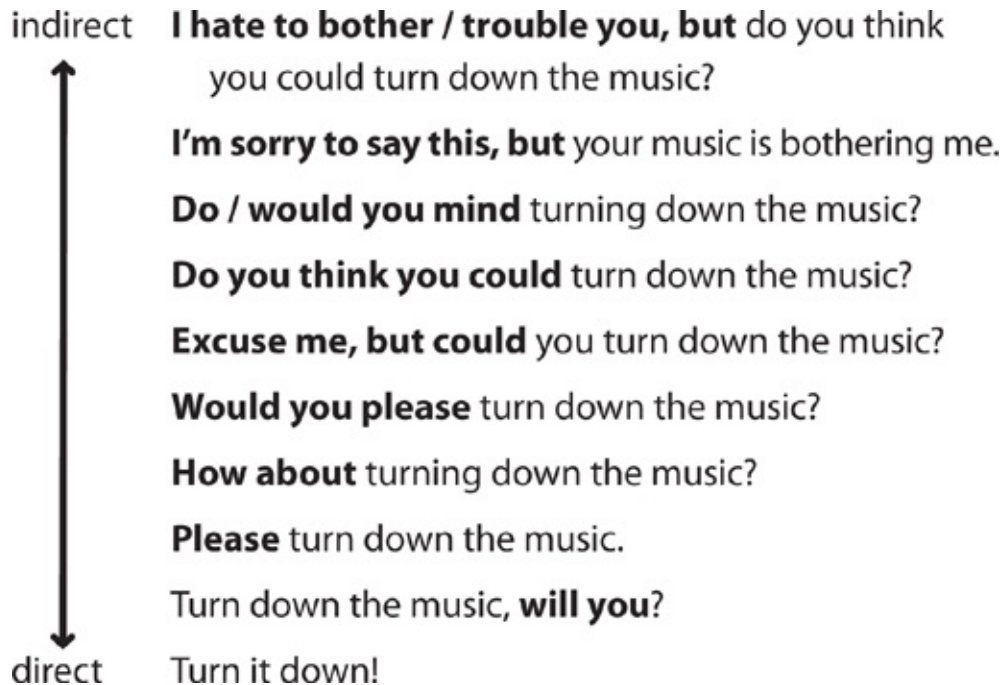 indirect I hate to bother / trouble you, but do you think
you could turn down the music?
I'm sorry to say this, but your music is bothering me.
Do / would you mind turning down the music?
Do you think you could turn down the music?
Excuse me, but could you turn down the music?
Would you please turn down the music?
How about turning down the music?
Please turn down the music.
Turn down the music, will you?
direct Turn it down!